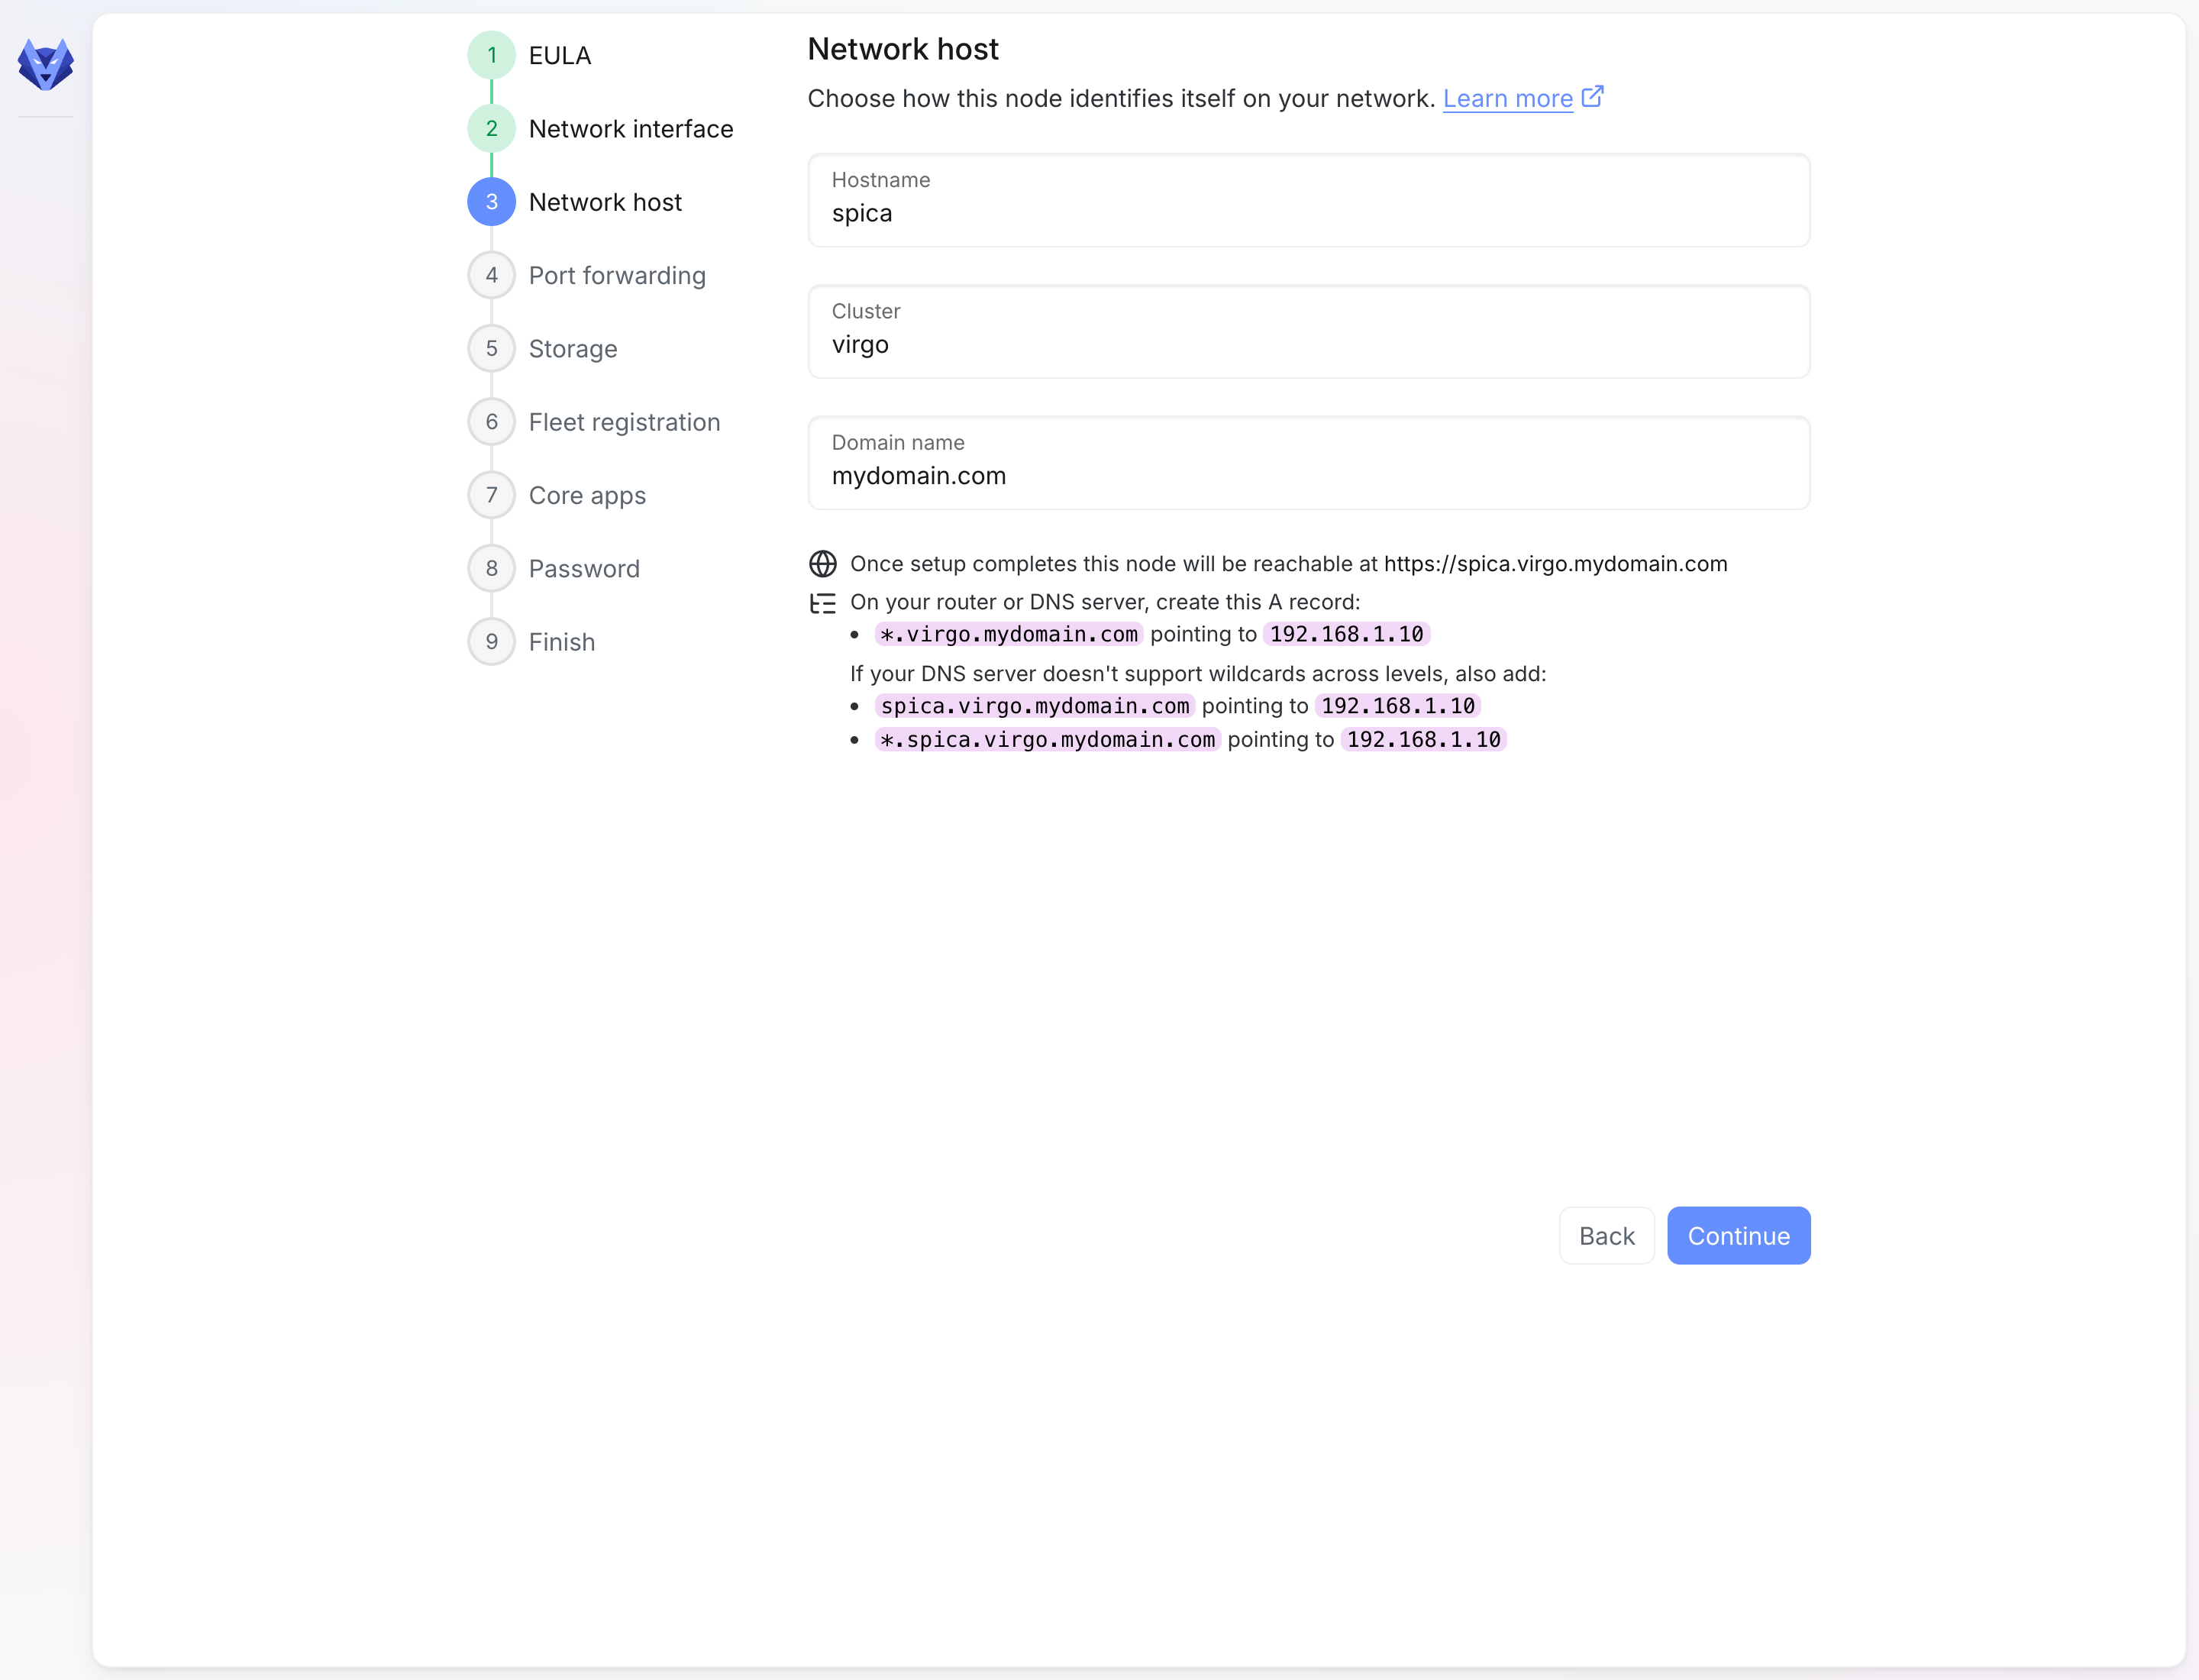 1 EULA
2 Network interface
3 Network host
4 Port forwarding
5 Storage
6 Fleet registration
7 Core apps
8 Password
9 Finish
Network host
Choose how this node identifies itself on your network. Learn more
Hostname
spica
Cluster
virgo
Domain name
mydomain.com
Once setup completes this node will be reachable at https://spica.virgo.mydomain.com
On your router or DNS server, create this A record:
• *.virgo.mydomain.com pointing to 192.168.1.10
If your DNS server doesn't support wildcards across levels, also add:
• spica.virgo.mydomain.com pointing to 192.168.1.10
• *.spica.virgo.mydomain.com pointing to 192.168.1.10
Back Continue